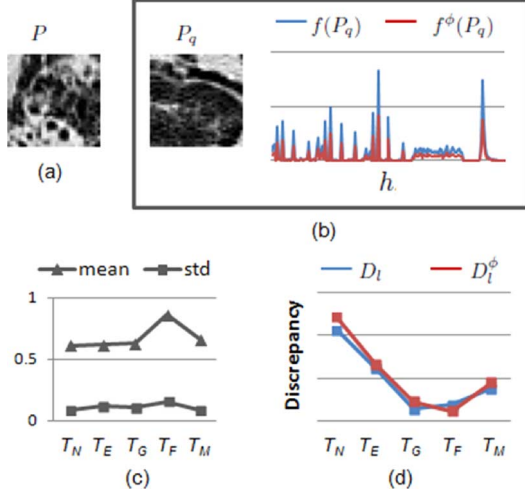 P
P_q
f(P_q) f^ϕ(P_q)
h
(a)
(b)
mean std
1
0.5
0
T_N T_E T_G T_F T_M
(c)
D_l D_l^ϕ
Discrepancy
T_N T_E T_G T_F T_M
(d)